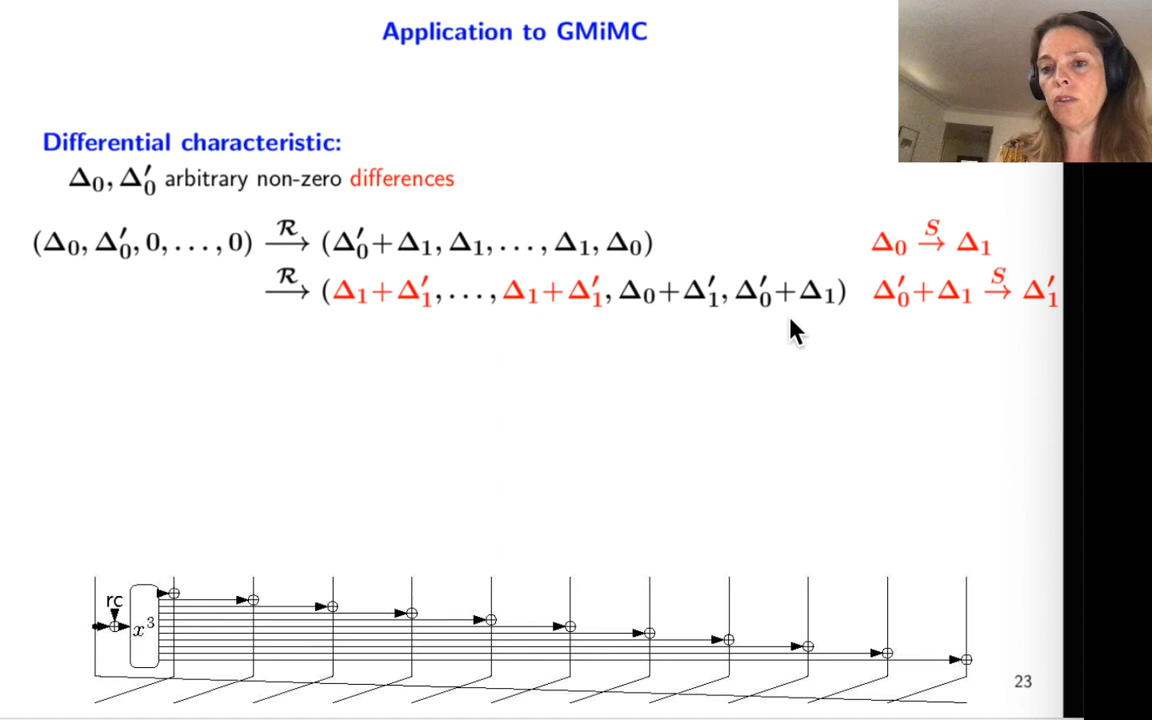 Application to GMiMC
Differential characteristic:
Δ₀, Δ′₀ arbitrary non-zero differences
(Δ₀, Δ′₀, 0, . . . , 0) —R→ (Δ′₀+Δ₁, Δ₁, . . . , Δ₁, Δ₀) Δ₀ —S→ Δ₁
—R→ (Δ₁+Δ′₁, . . . , Δ₁+Δ′₁, Δ₀+Δ′₁, Δ′₀+Δ₁) Δ′₀+Δ₁ —S→ Δ′₁
rc
x³
23